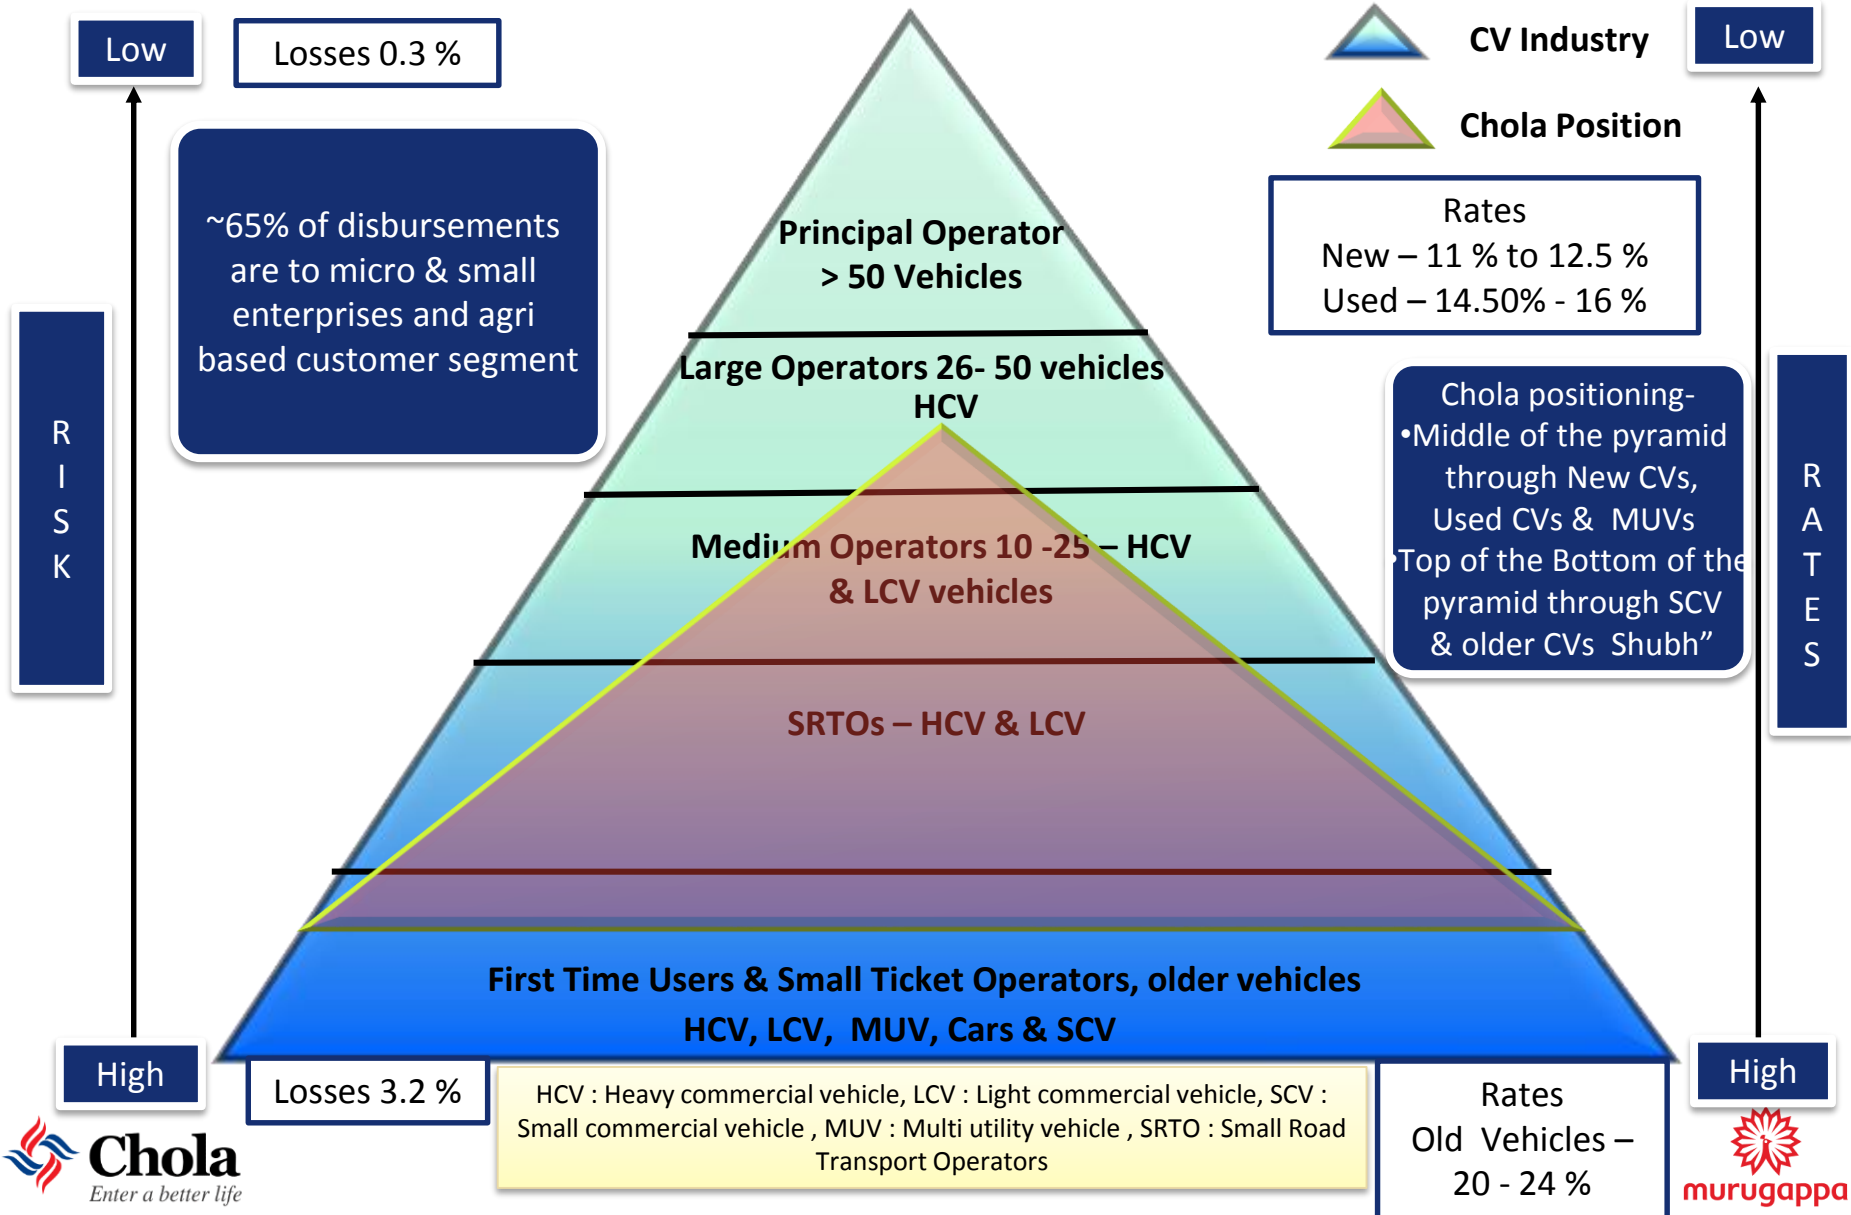 Low
Losses 0.3 %
CV Industry
Low
Chola Position
~65% of disbursements
are to micro & small
enterprises and agri
based customer segment
Principal Operator
> 50 Vehicles
Rates
New – 11 % to 12.5 %
Used – 14.50% - 16 %
Large Operators 26- 50 vehicles
HCV
R
I
S
K
Chola positioning-
•Middle of the pyramid
through New CVs,
Used CVs & MUVs
•Top of the Bottom of the
pyramid through SCV
& older CVs Shubh”
R
A
T
E
S
Medium Operators 10 -25 – HCV
& LCV vehicles
SRTOs – HCV & LCV
First Time Users & Small Ticket Operators, older vehicles
HCV, LCV, MUV, Cars & SCV
High
Losses 3.2 %
HCV : Heavy commercial vehicle, LCV : Light commercial vehicle, SCV :
Small commercial vehicle , MUV : Multi utility vehicle , SRTO : Small Road
Transport Operators
Rates
Old Vehicles –
20 - 24 %
High
Chola
Enter a better life
murugappa